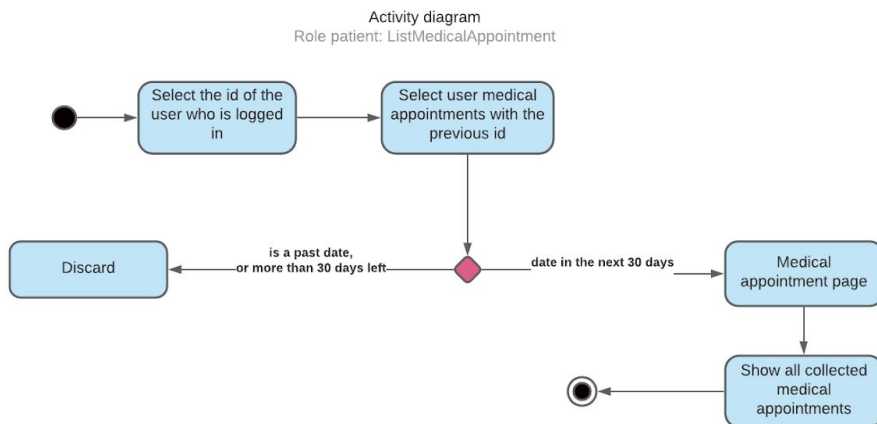 Activity diagram
Role patient: ListMedicalAppointment
Select the id of the
user who is logged
in
Select user medical
appointments with the
previous id
is a past date,
or more than 30 days left
Discard
date in the next 30 days
Medical
appointment page
Show all collected
medical
appointments